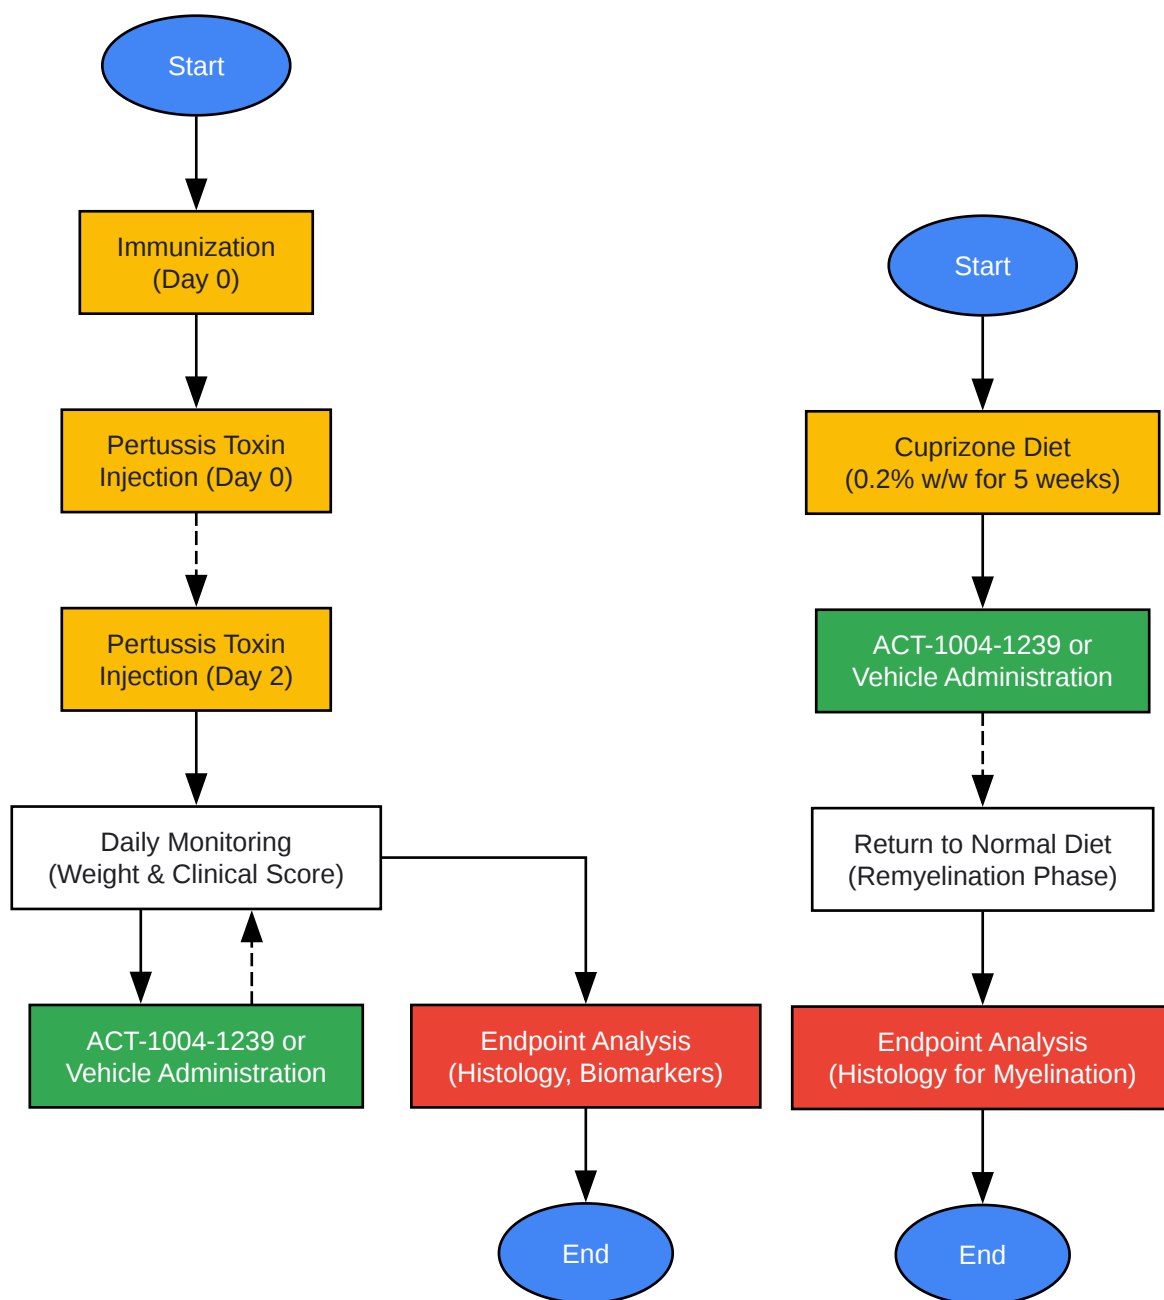 Start
Immunization
(Day 0)
Pertussis Toxin
Injection (Day 0)
Pertussis Toxin
Injection (Day 2)
Daily Monitoring
(Weight & Clinical Score)
ACT-1004-1239 or
Vehicle Administration
Endpoint Analysis
(Histology, Biomarkers)
End
Start
Cuprizone Diet
(0.2% w/w for 5 weeks)
ACT-1004-1239 or
Vehicle Administration
Return to Normal Diet
(Remyelination Phase)
Endpoint Analysis
(Histology for Myelination)
End